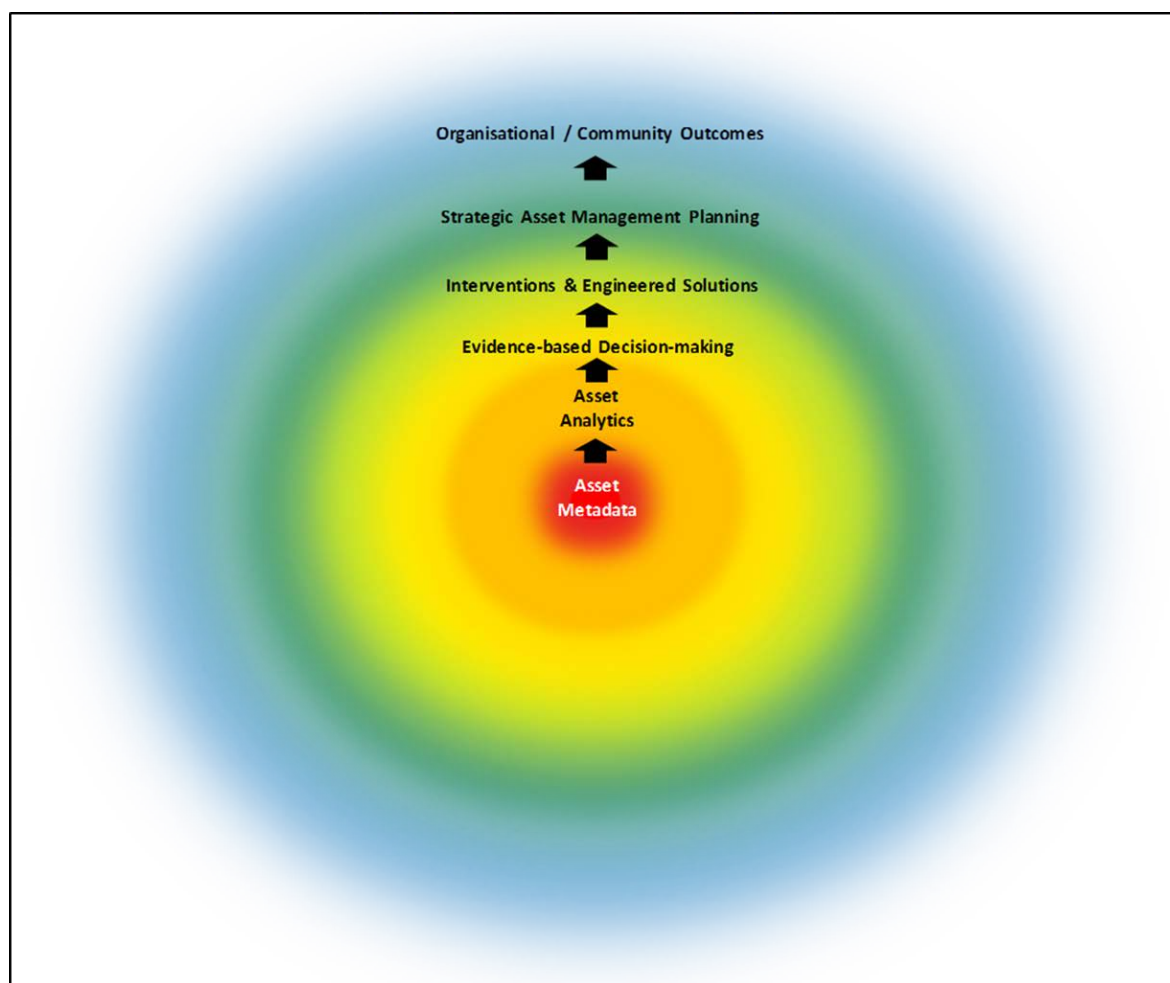 Organisational / Community Outcomes
Strategic Asset Management Planning
Interventions & Engineered Solutions
Evidence-based Decision-making
Asset
Analytics
Asset
Metadata